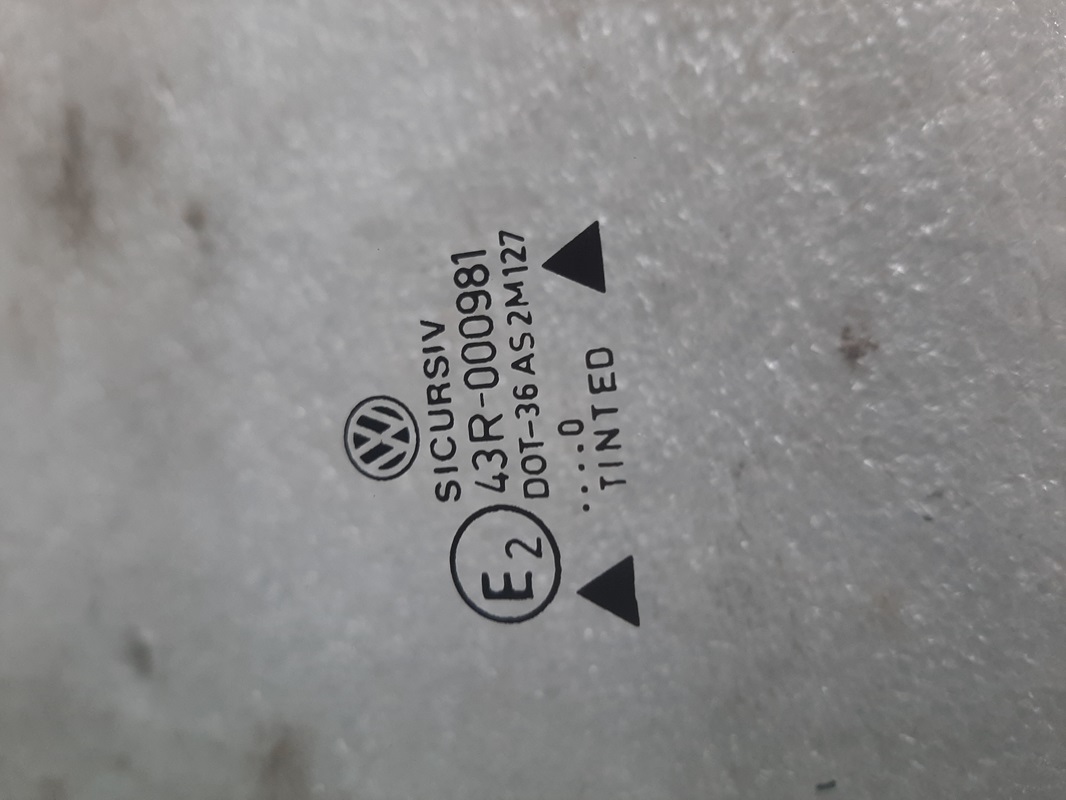 SICURSIV
E2
43R-000981
DOT-36 AS2M127
....0
TINTED